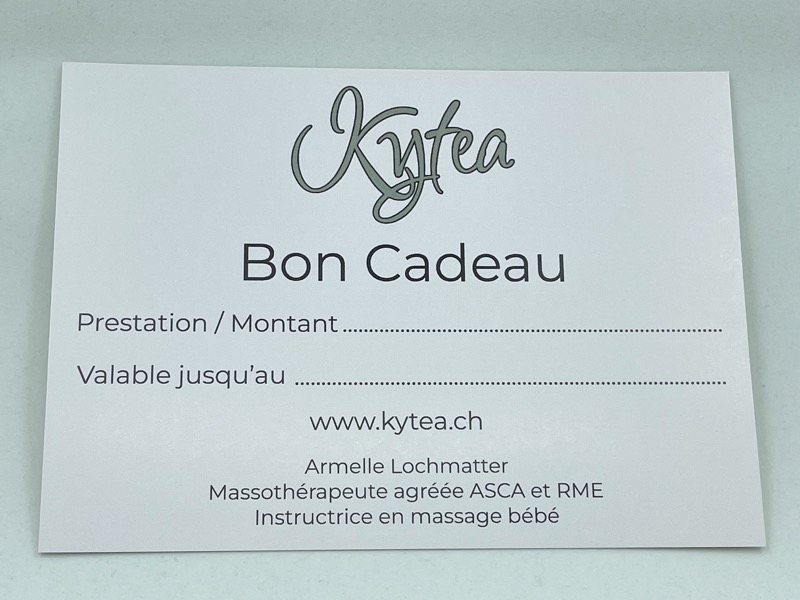 Kytea
Bon Cadeau
Prestation / Montant ................................................................
Valable jusqu'au ........................................................................
www.kytea.ch
Armelle Lochmatter
Massothérapeute agréée ASCA et RME
Instructrice en massage bébé